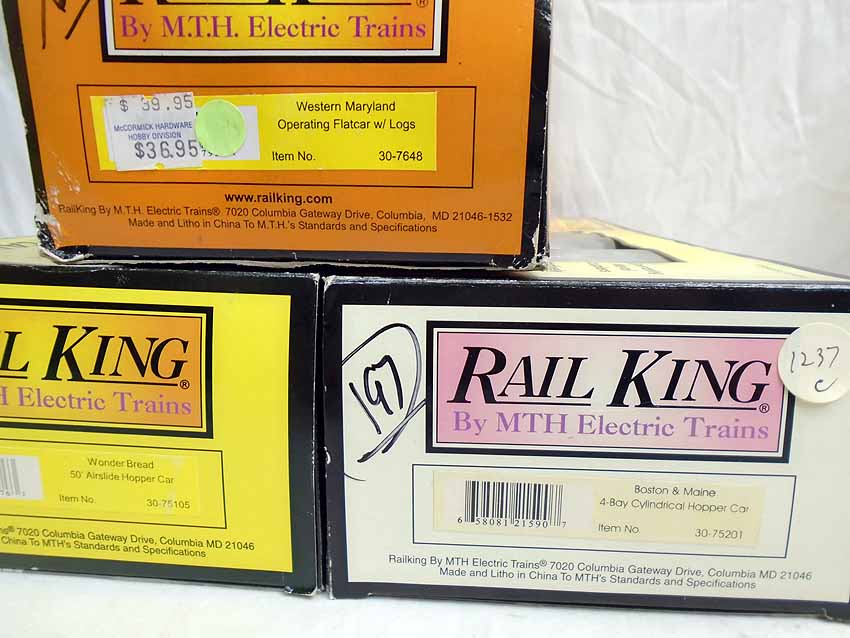 RAIL KING ®
By M.T.H. Electric Trains
$ 39.95
McCORMICK HARDWARE
HOBBY DIVISION
$36.95
Western Maryland
Operating Flatcar w/ Logs
Item No. 30-7648
www.railking.com
RailKing By M.T.H. Electric Trains® 7020 Columbia Gateway Drive, Columbia, MD 21046-1532
Made and Litho in China To M.T.H.'s Standards and Specifications
L KING ®
H Electric Trains
Wonder Bread
50' Airslide Hopper Car
Item No. 30-75105
ns® 7020 Columbia Gateway Drive, Columbia MD 21046
China To MTH's Standards and Specifications
197
RAIL KING ®
By MTH Electric Trains
1237
C
Boston & Maine
4-Bay Cylindrical Hopper Car
6 58081 21590 7
Item No. 30-75201
Railking By MTH Electric Trains® 7020 Columbia Gateway Drive, Columbia MD 21046
Made and Litho in China To MTH's Standards and Specifications